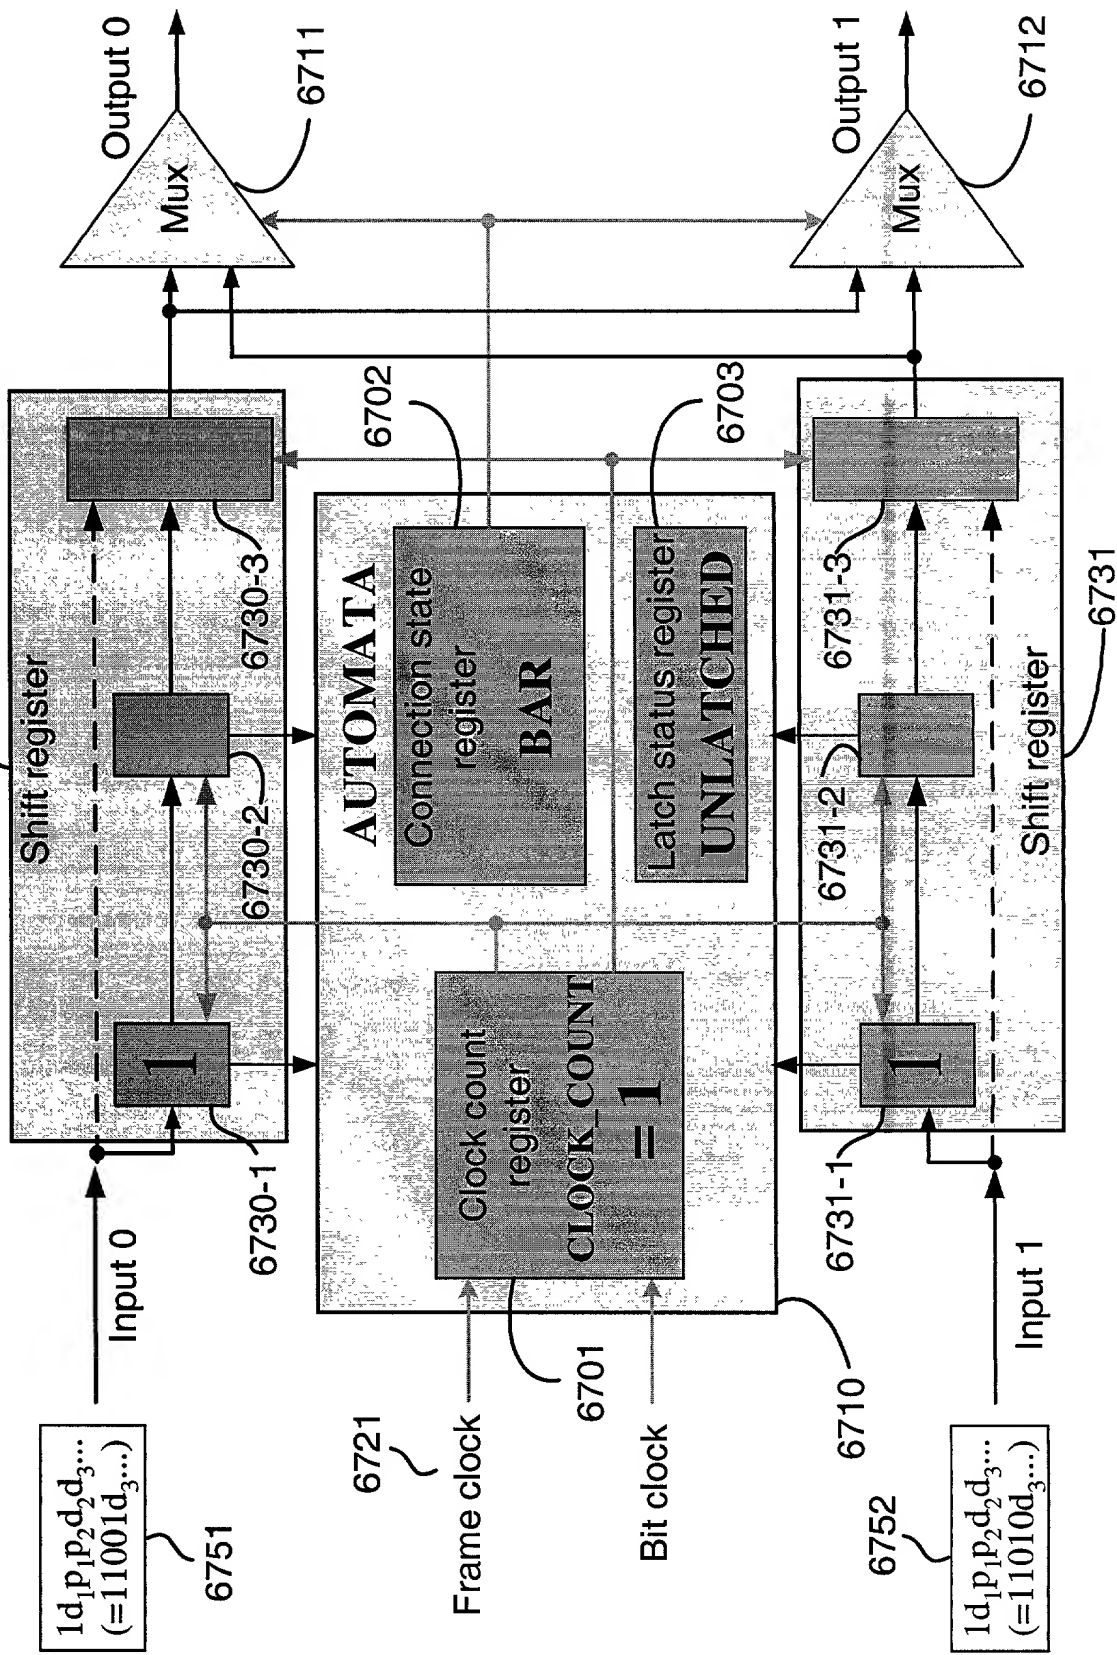 1d1p1p2d2d3...
(=11001d3...)
6751
Input 0
6730-1
Shift register
1
6730-2
6730-3
Mux
Output 0
6711
6721
Frame clock
Bit clock
6701
6710
Clock count
register
CLOCK_COUNT
= 1
AUTOMATA
Connection state
register
BAR
6702
Latch status register
UNLATCHED
6703
1d1p1p2d2d3...
(=11010d3...)
6752
Input 1
6731-1
1
6731-2
6731-3
Shift register
6731
Mux
Output 1
6712